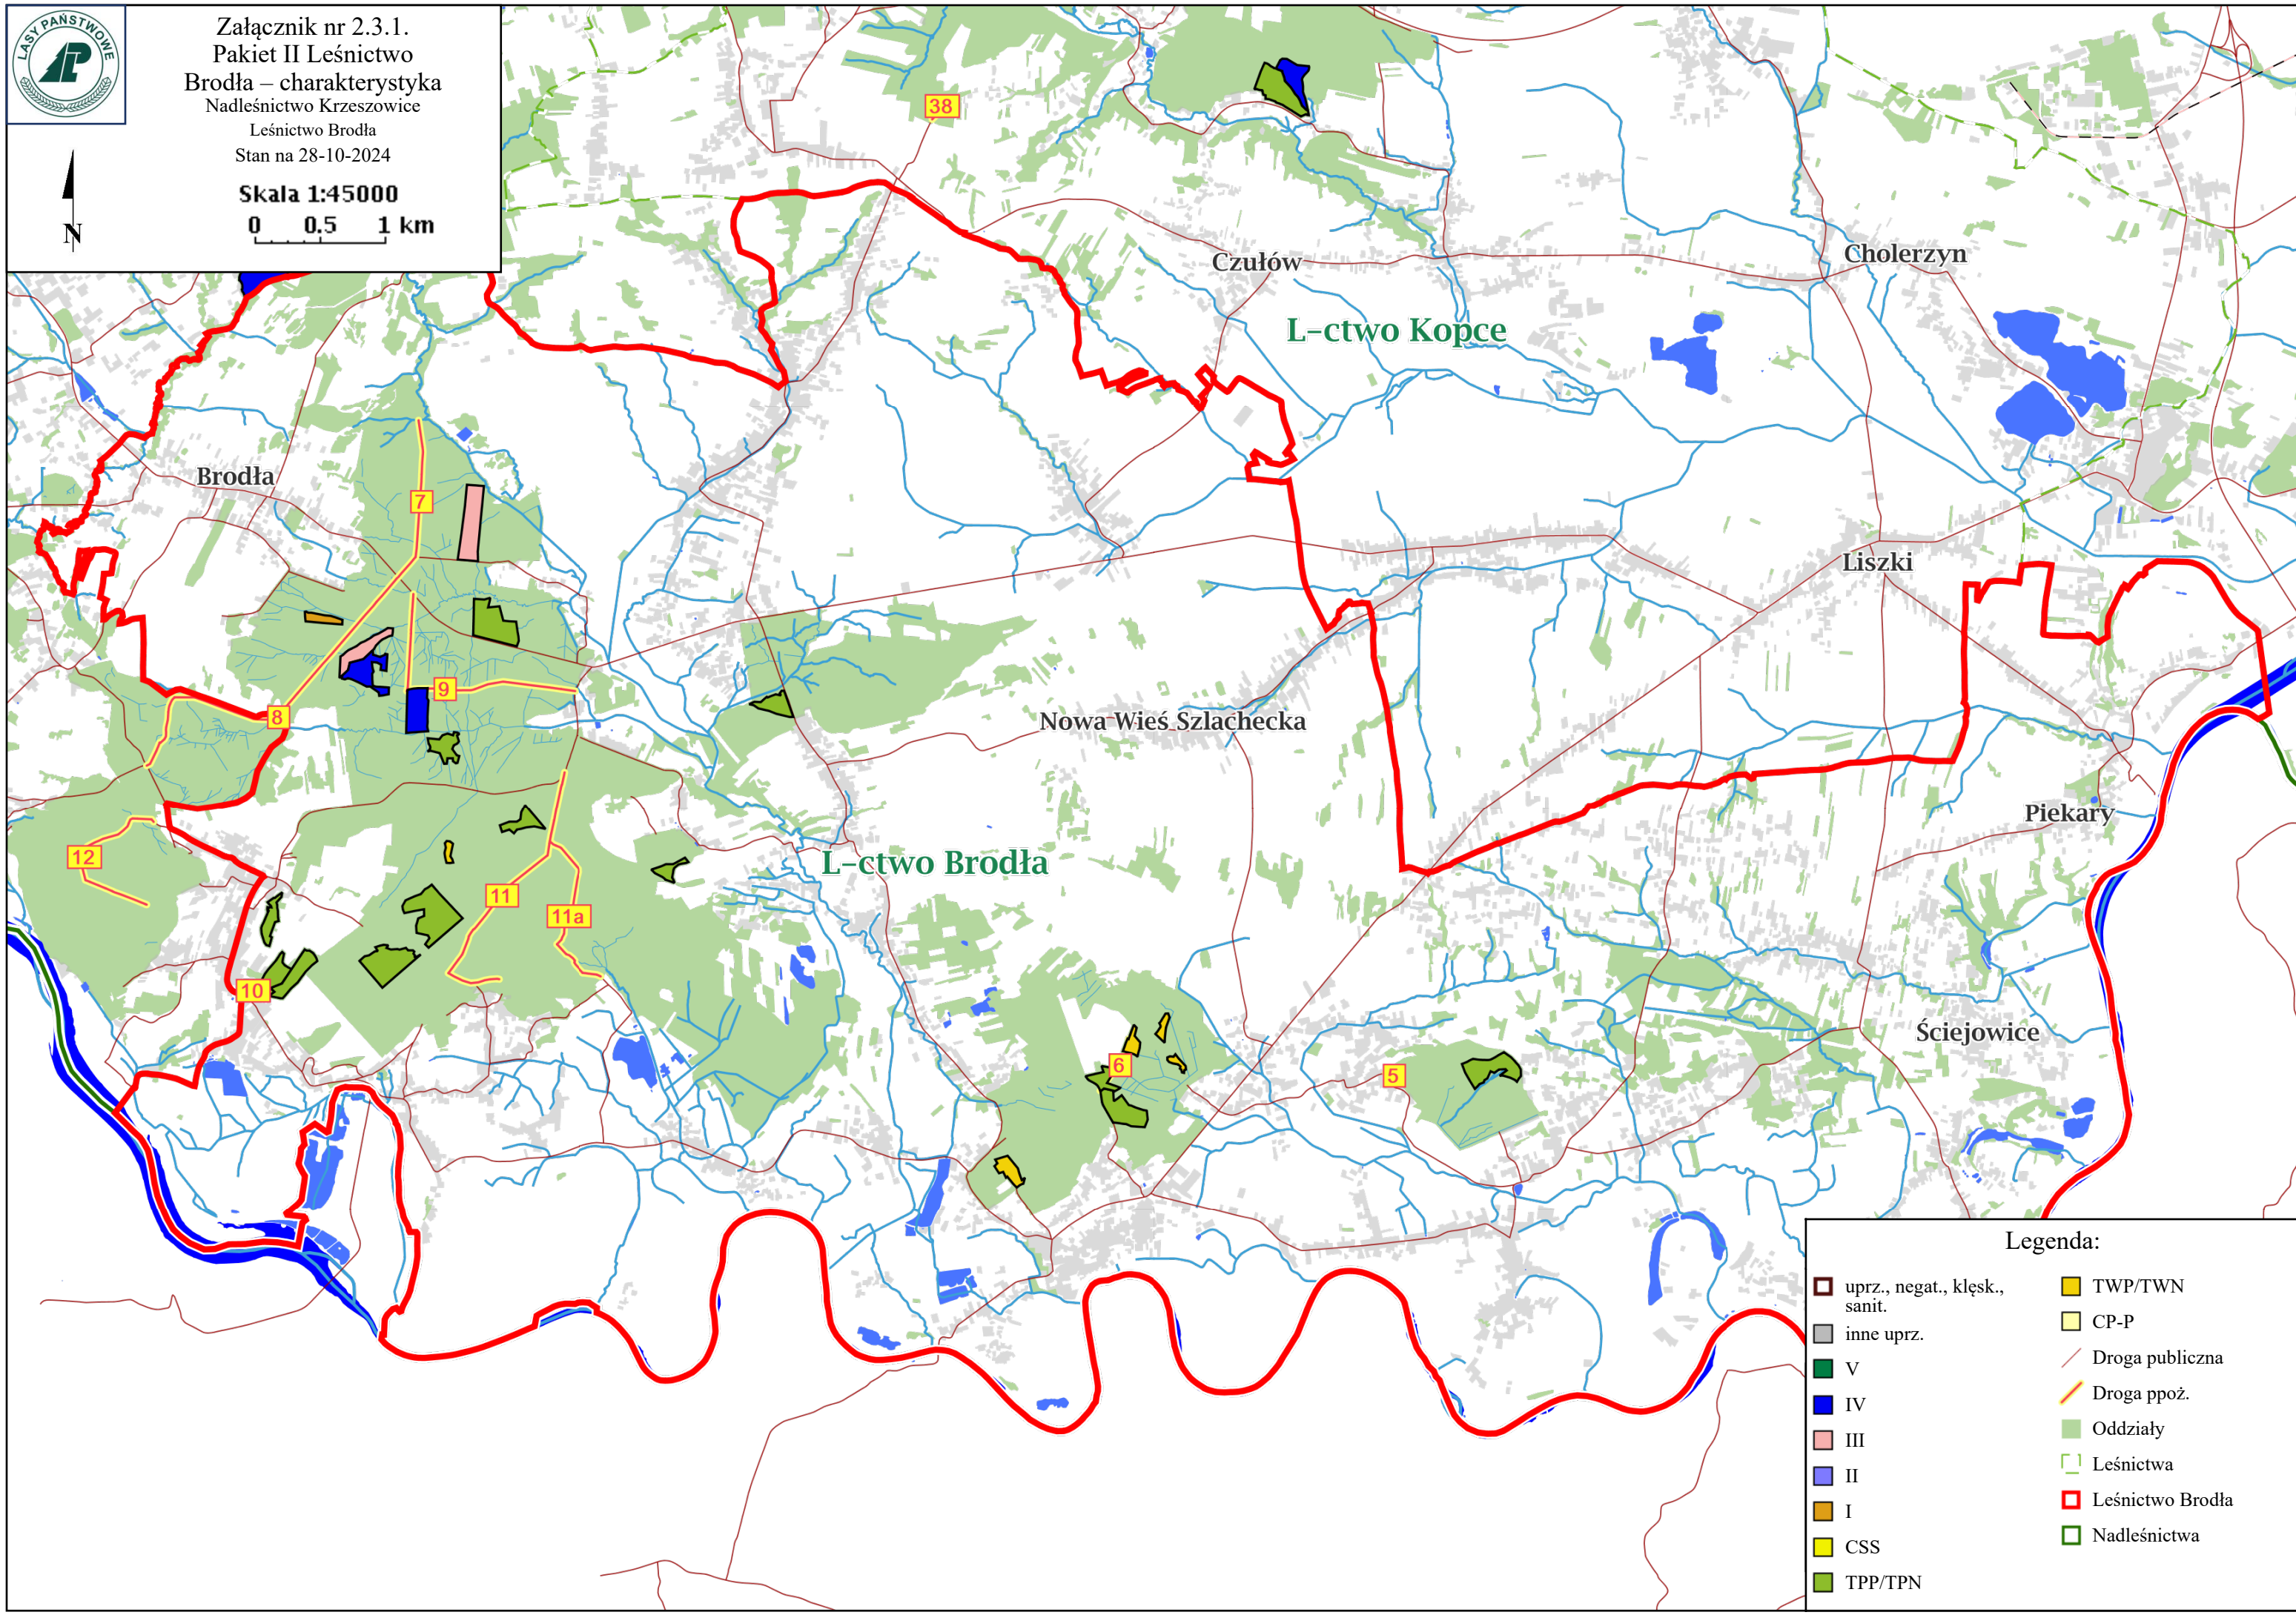 LASY PAŃSTWOWE
Załącznik nr 2.3.1.
Pakiet II Leśnictwo
Brodła – charakterystyka
Nadleśnictwo Krzeszowice
Leśnictwo Brodła
Stan na 28-10-2024
Skala 1:45000
0 0.5 1 km
N
38
Czułów
Cholerzyn
L–ctwo Kopce
Brodła
7
Liszki
9
8
Nowa Wieś Szlachecka
Piekary
12
L–ctwo Brodła
11
11a
10
Ściejowice
6
5
Legenda:
uprz., negat., klęsk.,
sanit.
inne uprz.
V
IV
III
II
I
CSS
TPP/TPN
TWP/TWN
CP-P
Droga publiczna
Droga ppoż.
Oddziały
Leśnictwa
Leśnictwo Brodła
Nadleśnictwa